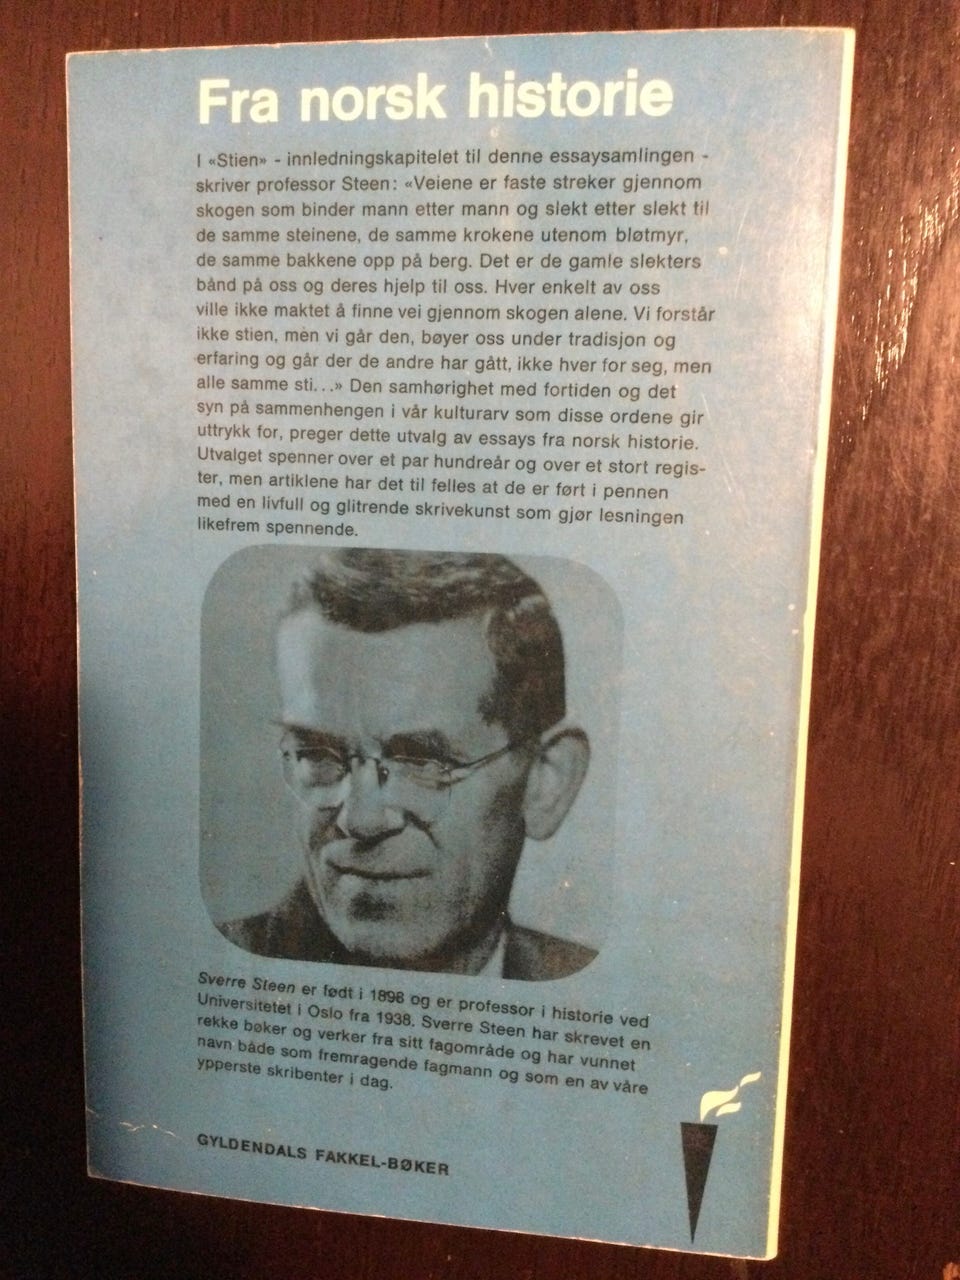 Fra norsk historie
I «Stien» - innledningskapitelet til denne essaysamlingen -
skriver professor Steen: «Veiene er faste streker gjennom
skogen som binder mann etter mann og slekt etter slekt til
de samme steinene, de samme krokene utenom bløtmyr,
de samme bakkene opp på berg. Det er de gamle slekters
bånd på oss og deres hjelp til oss. Hver enkelt av oss
ville ikke maktet å finne vei gjennom skogen alene. Vi forstår
ikke stien, men vi går den, bøyer oss under tradisjon og
erfaring og går der de andre har gått, ikke hver for seg, men
alle samme sti...» Den samhørighet med fortiden og det
syn på sammenhengen i vår kulturarv som disse ordene gir
uttrykk for, preger dette utvalg av essays fra norsk historie.
Utvalget spenner over et par hundreår og over et stort regis-
ter, men artiklene har det til felles at de er ført i pennen
med en livfull og glitrende skrivekunst som gjør lesningen
likefrem spennende.
Sverre Steen er født i 1898 og er professor i historie ved
Universitetet i Oslo fra 1938. Sverre Steen har skrevet en
rekke bøker og verker fra sitt fagområde og har vunnet
navn både som fremragende fagmann og som en av våre
ypperste skribenter i dag.
GYLDENDALS FAKKEL-BØKER